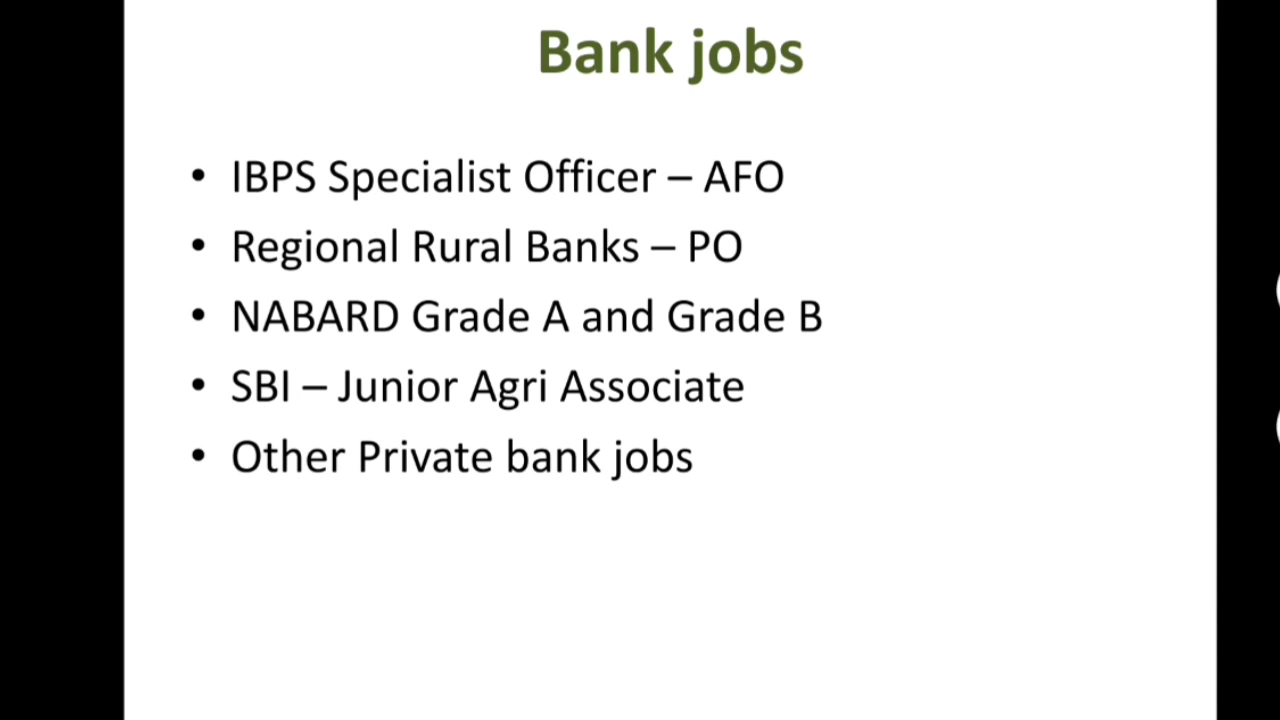 Bank jobs
• IBPS Specialist Officer – AFO
• Regional Rural Banks – PO
• NABARD Grade A and Grade B
• SBI – Junior Agri Associate
• Other Private bank jobs